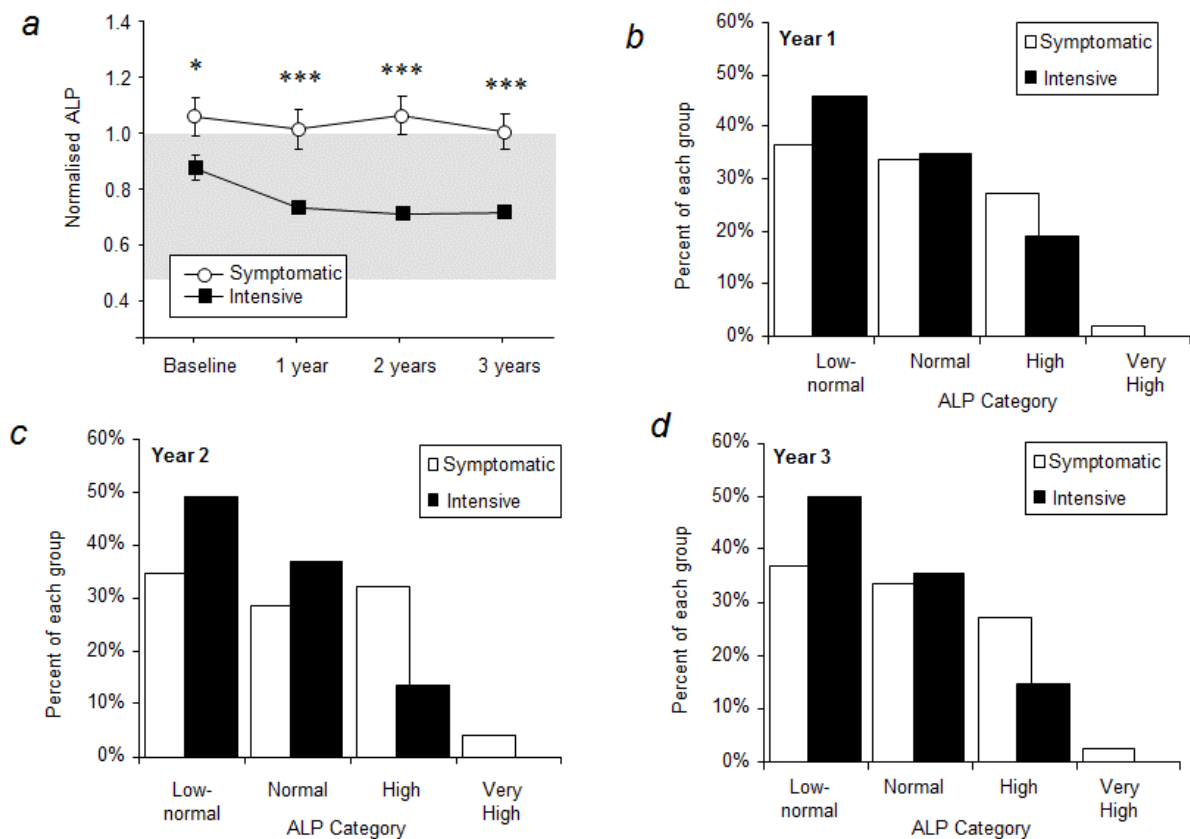 a
1.4
1.2
1.0
0.8
0.6
0.4
Normalised ALP
*
***
***
***
Symptomatic
Intensive
Baseline
1 year
2 years
3 years
b
60%
50%
40%
30%
20%
10%
0%
Percent of each group
Year 1
Symptomatic
Intensive
Low-
normal
Normal
High
Very
High
ALP Category
c
60%
50%
40%
30%
20%
10%
0%
Percent of each group
Year 2
Symptomatic
Intensive
Low-
normal
Normal
High
Very
High
ALP Category
d
60%
50%
40%
30%
20%
10%
0%
Percent of each group
Year 3
Symptomatic
Intensive
Low-
normal
Normal
High
Very
High
ALP Category